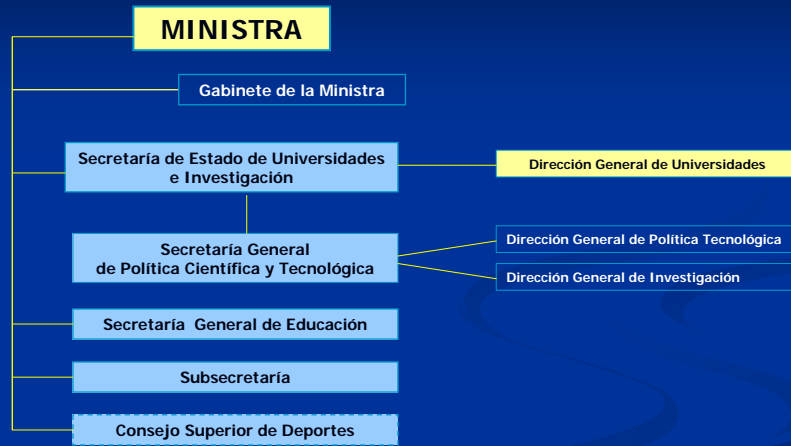 MINISTRA
Gabinete de la Ministra
Secretaría de Estado de Universidades
e Investigación
Dirección General de Universidades
Secretaría General
de Política Científica y Tecnológica
Dirección General de Política Tecnológica
Dirección General de Investigación
Secretaría General de Educación
Subsecretaría
Consejo Superior de Deportes